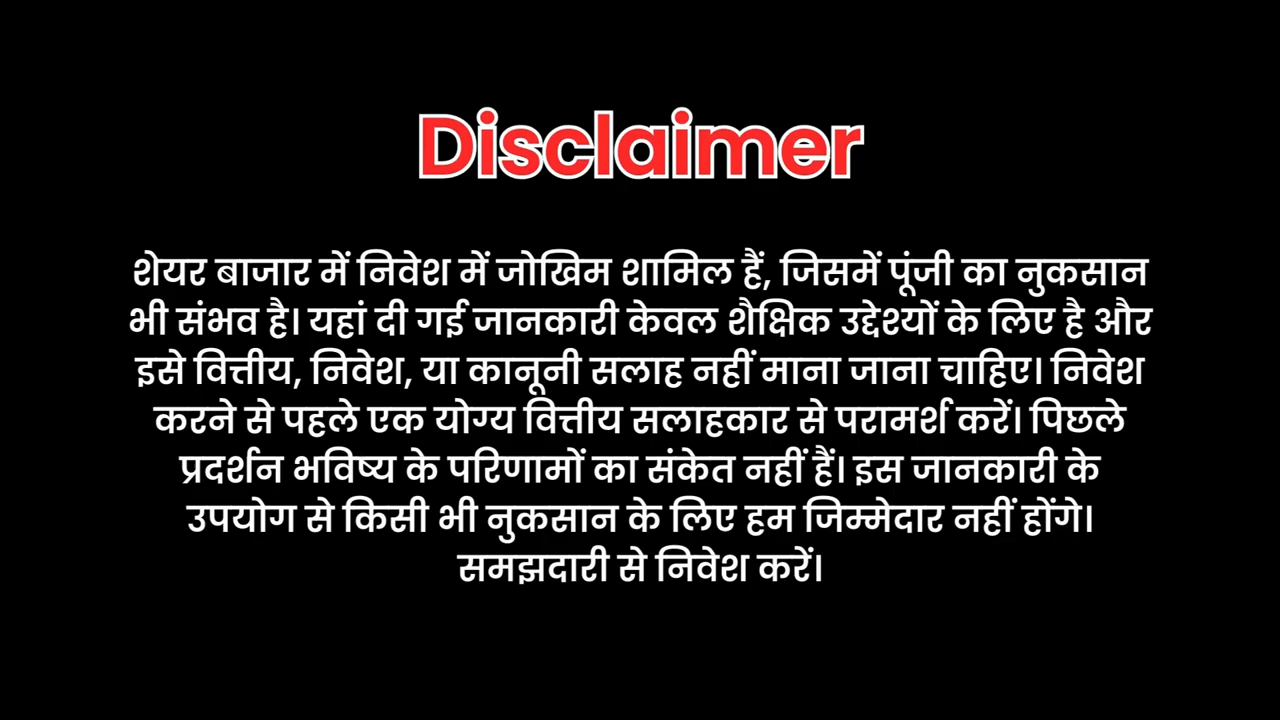 Disclaimer
शेयर बाजार में निवेश में जोखिम शामिल हैं, जिसमें पूंजी का नुकसान
भी संभव है। यहां दी गई जानकारी केवल शैक्षिक उद्देश्यों के लिए है और
इसे वित्तीय, निवेश, या कानूनी सलाह नहीं माना जाना चाहिए। निवेश
करने से पहले एक योग्य वित्तीय सलाहकार से परामर्श करें। पिछले
प्रदर्शन भविष्य के परिणामों का संकेत नहीं हैं। इस जानकारी के
उपयोग से किसी भी नुकसान के लिए हम जिम्मेदार नहीं होंगे।
समझदारी से निवेश करें।